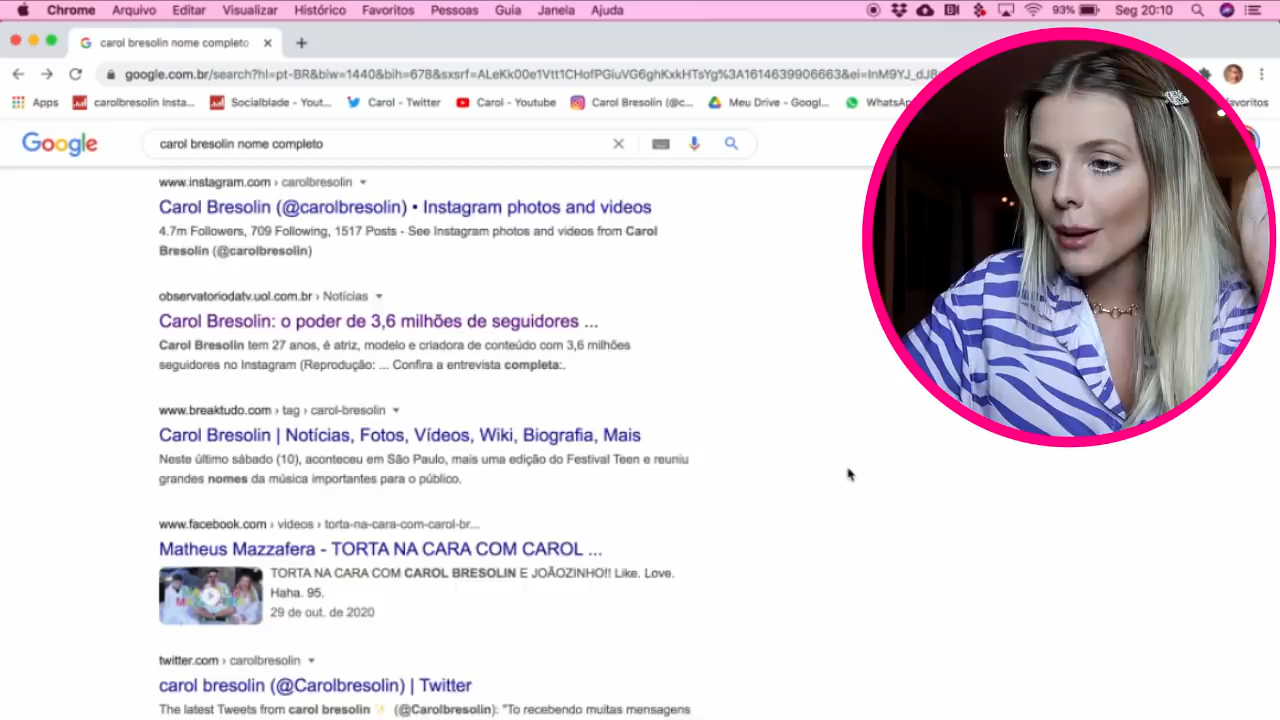 Chrome Arquivo Editar Visualizar Histórico Favoritos Pessoas Guia Janela Ajuda 93% Seg 20:10
carol bresolin nome completo
google.com.br/search?hl=pt-BR&biw=1440&bih=678&sxsrf=
Apps carolbresolin Insta... Socialblade - Yout... Carol - Twitter Carol - Youtube Carol Bresolin (@c... Meu Drive - Googl...
Google carol bresolin nome completo
www.instagram.com › carolbresolin
Carol Bresolin (@carolbresolin) • Instagram photos and videos
4.7m Followers, 709 Following, 1517 Posts - See Instagram photos and videos from Carol
Bresolin (@carolbresolin)
observatoriodatv.uol.com.br › Notícias
Carol Bresolin: o poder de 3,6 milhões de seguidores ...
Carol Bresolin tem 27 anos, é atriz, modelo e criadora de conteúdo com 3,6 milhões
seguidores no Instagram (Reprodução: ... Confira a entrevista completa:.
www.breaktudo.com › tag › carol-bresolin
Carol Bresolin | Notícias, Fotos, Vídeos, Wiki, Biografia, Mais
Neste último sábado (10), aconteceu em São Paulo, mais uma edição do Festival Teen e reuniu
grandes nomes da música importantes para o público.
www.facebook.com › videos › torta-na-cara-com-carol-br...
Matheus Mazzafera - TORTA NA CARA COM CAROL ...
TORTA NA CARA COM CAROL BRESOLIN E JOÃOZINHO!! Like. Love.
Haha. 95.
29 de out. de 2020
twitter.com › carolbresolin
carol bresolin (@Carolbresolin) | Twitter
The latest Tweets from carol bresolin ✨ (@Carolbresolin): "To recebendo muitas mensagens